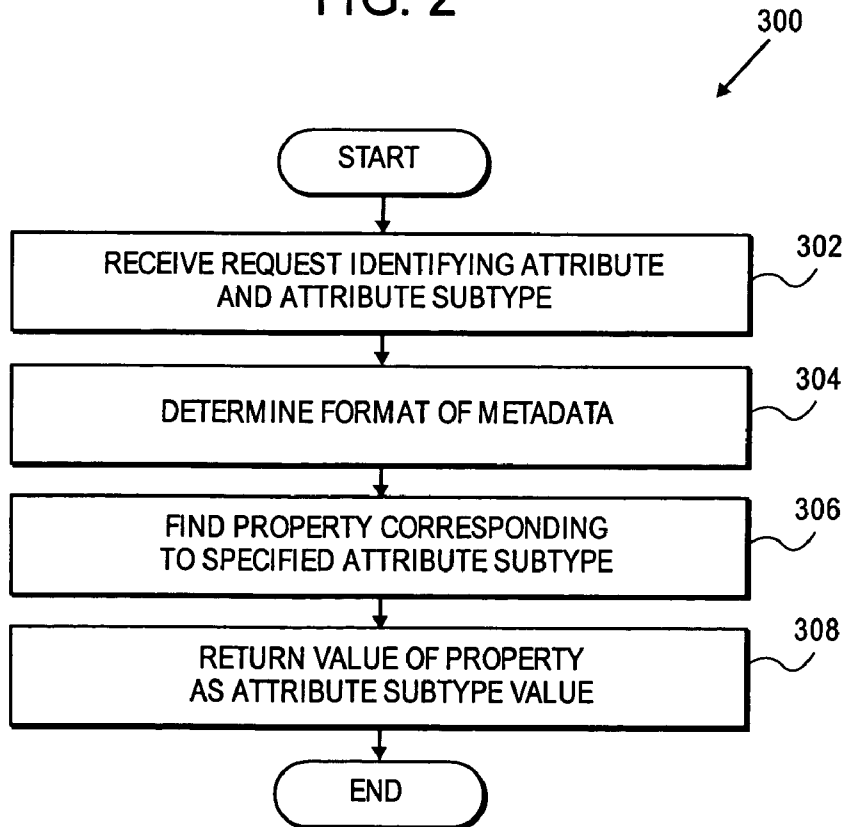 FIG. 2
300
START
RECEIVE REQUEST IDENTIFYING ATTRIBUTE
AND ATTRIBUTE SUBTYPE
302
DETERMINE FORMAT OF METADATA
304
FIND PROPERTY CORRESPONDING
TO SPECIFIED ATTRIBUTE SUBTYPE
306
RETURN VALUE OF PROPERTY
AS ATTRIBUTE SUBTYPE VALUE
308
END